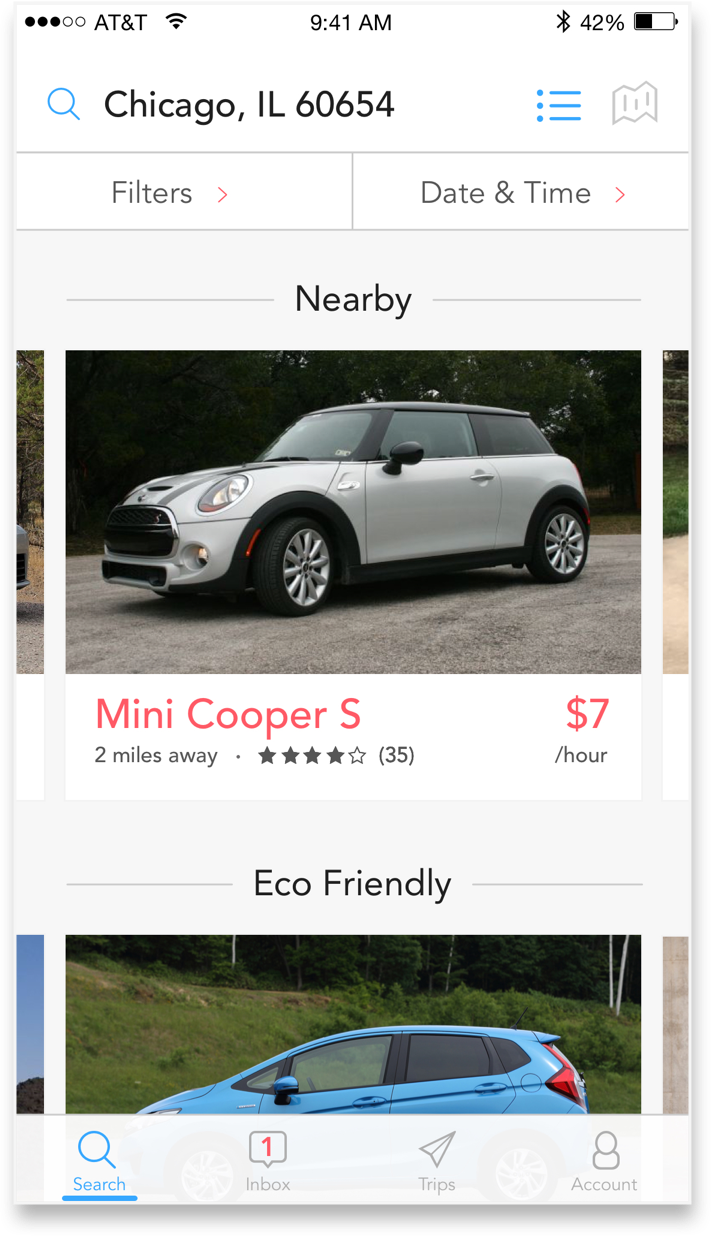 AT&T 9:41 AM 42%
Chicago, IL 60654
Filters > Date & Time >
Nearby
Mini Cooper S $7
2 miles away · ★★★★☆ (35) /hour
Eco Friendly
1
Search Inbox Trips Account